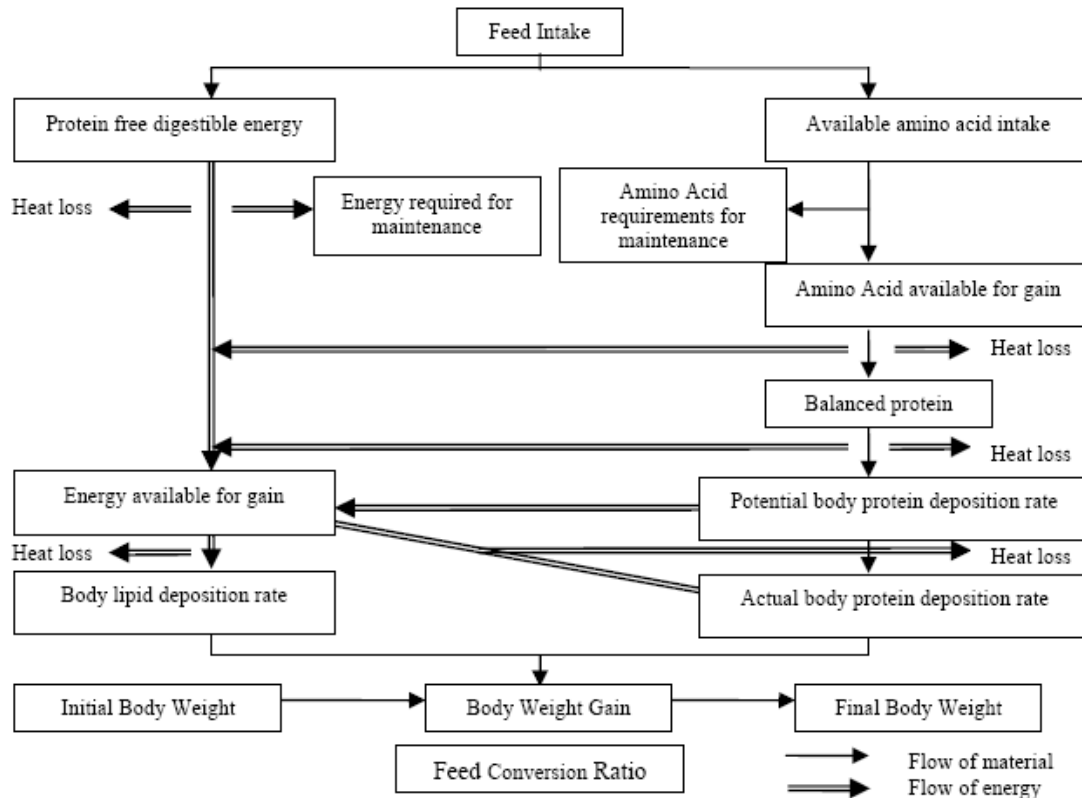 Feed Intake
Protein free digestible energy
Available amino acid intake
Heat loss
Energy required for
maintenance
Amino Acid
requirements for
maintenance
Amino Acid available for gain
Heat loss
Balanced protein
Heat loss
Energy available for gain
Potential body protein deposition rate
Heat loss
Heat loss
Body lipid deposition rate
Actual body protein deposition rate
Initial Body Weight
Body Weight Gain
Final Body Weight
Feed Conversion Ratio
Flow of material
Flow of energy